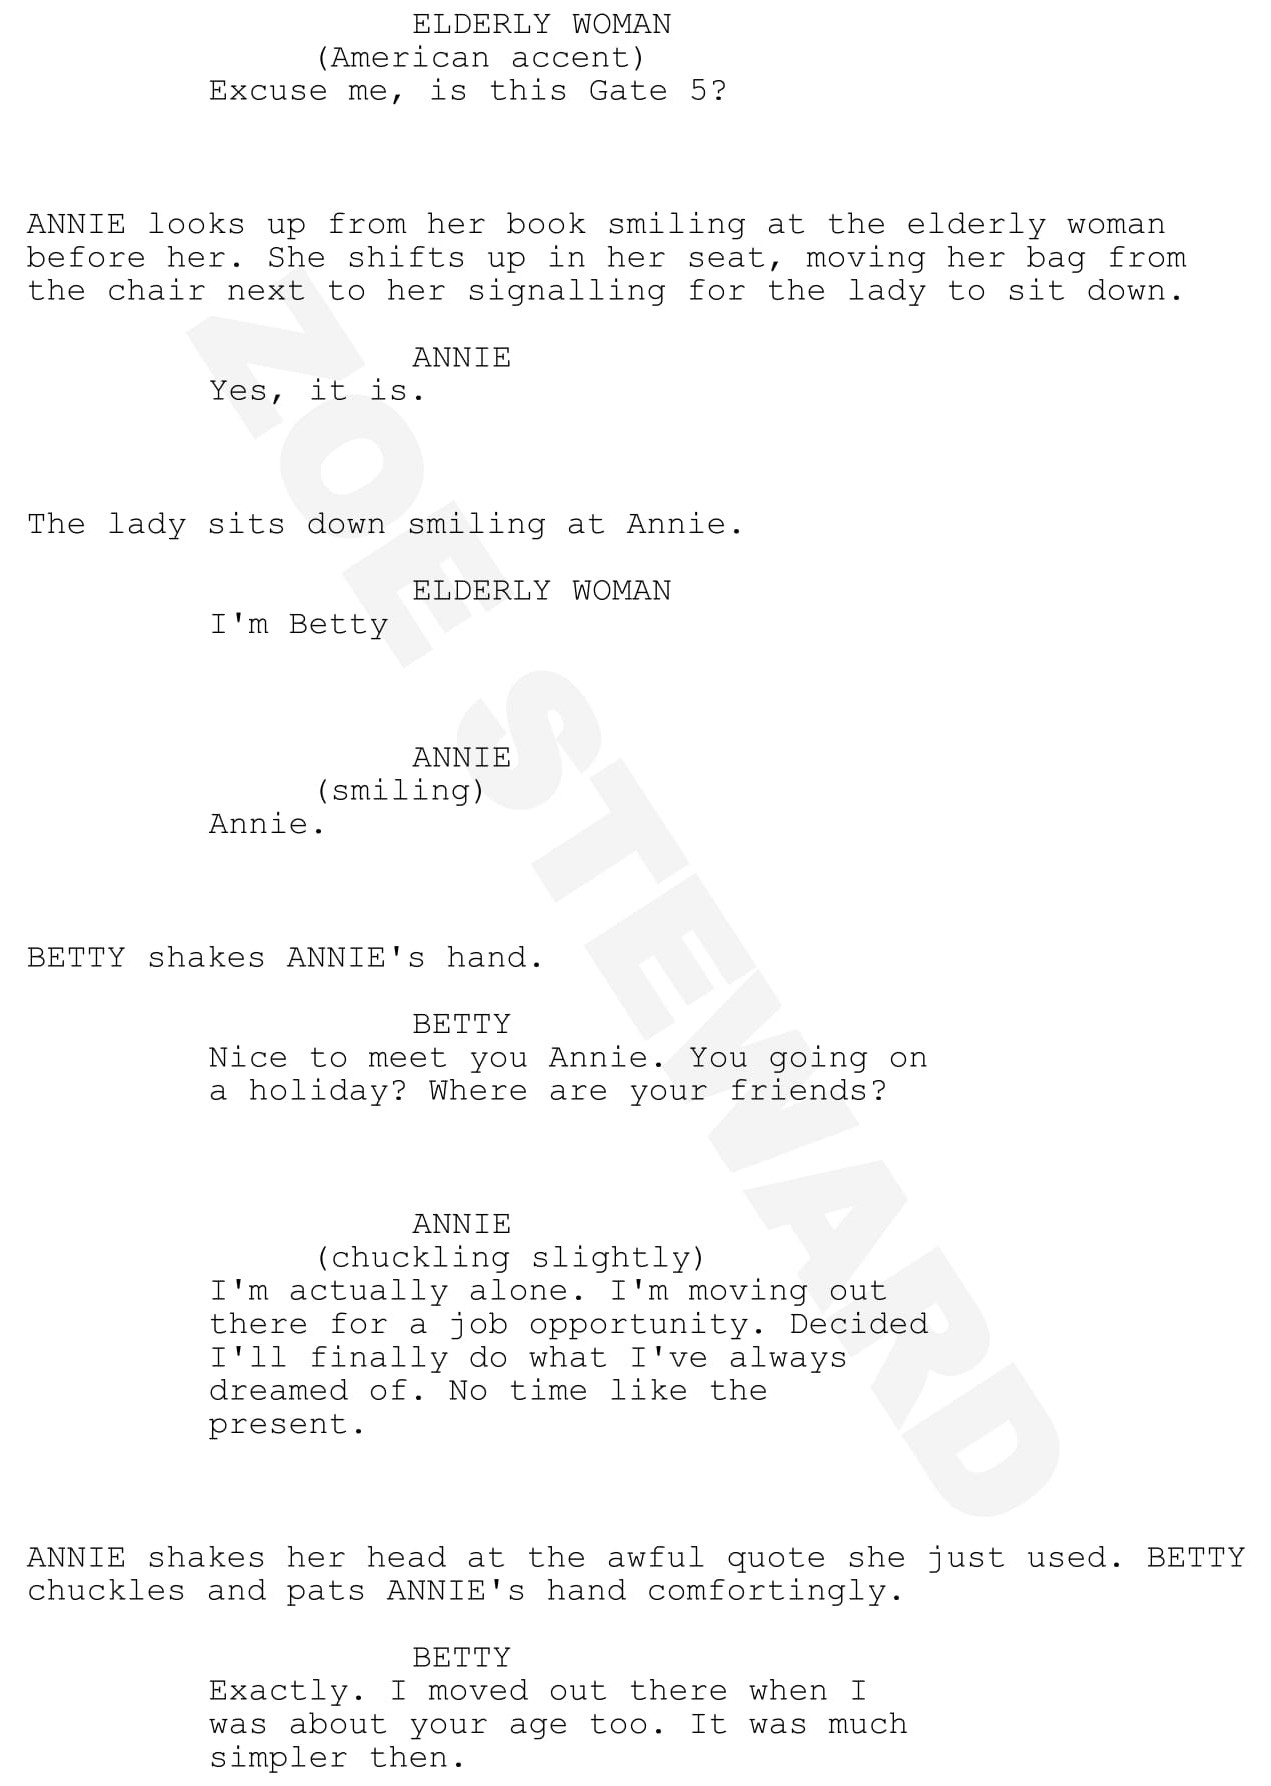 ELDERLY WOMAN
(American accent)
Excuse me, is this Gate 5?
ANNIE looks up from her book smiling at the elderly woman
before her. She shifts up in her seat, moving her bag from
the chair next to her signalling for the lady to sit down.
ANNIE
Yes, it is.
The lady sits down smiling at Annie.
ELDERLY WOMAN
I'm Betty
ANNIE
(smiling)
Annie.
BETTY shakes ANNIE's hand.
BETTY
Nice to meet you Annie. You going on
a holiday? Where are your friends?
ANNIE
(chuckling slightly)
I'm actually alone. I'm moving out
there for a job opportunity. Decided
I'll finally do what I've always
dreamed of. No time like the
present.
ANNIE shakes her head at the awful quote she just used. BETTY
chuckles and pats ANNIE's hand comfortingly.
BETTY
Exactly. I moved out there when I
was about your age too. It was much
simpler then.
ZOE STEWARD